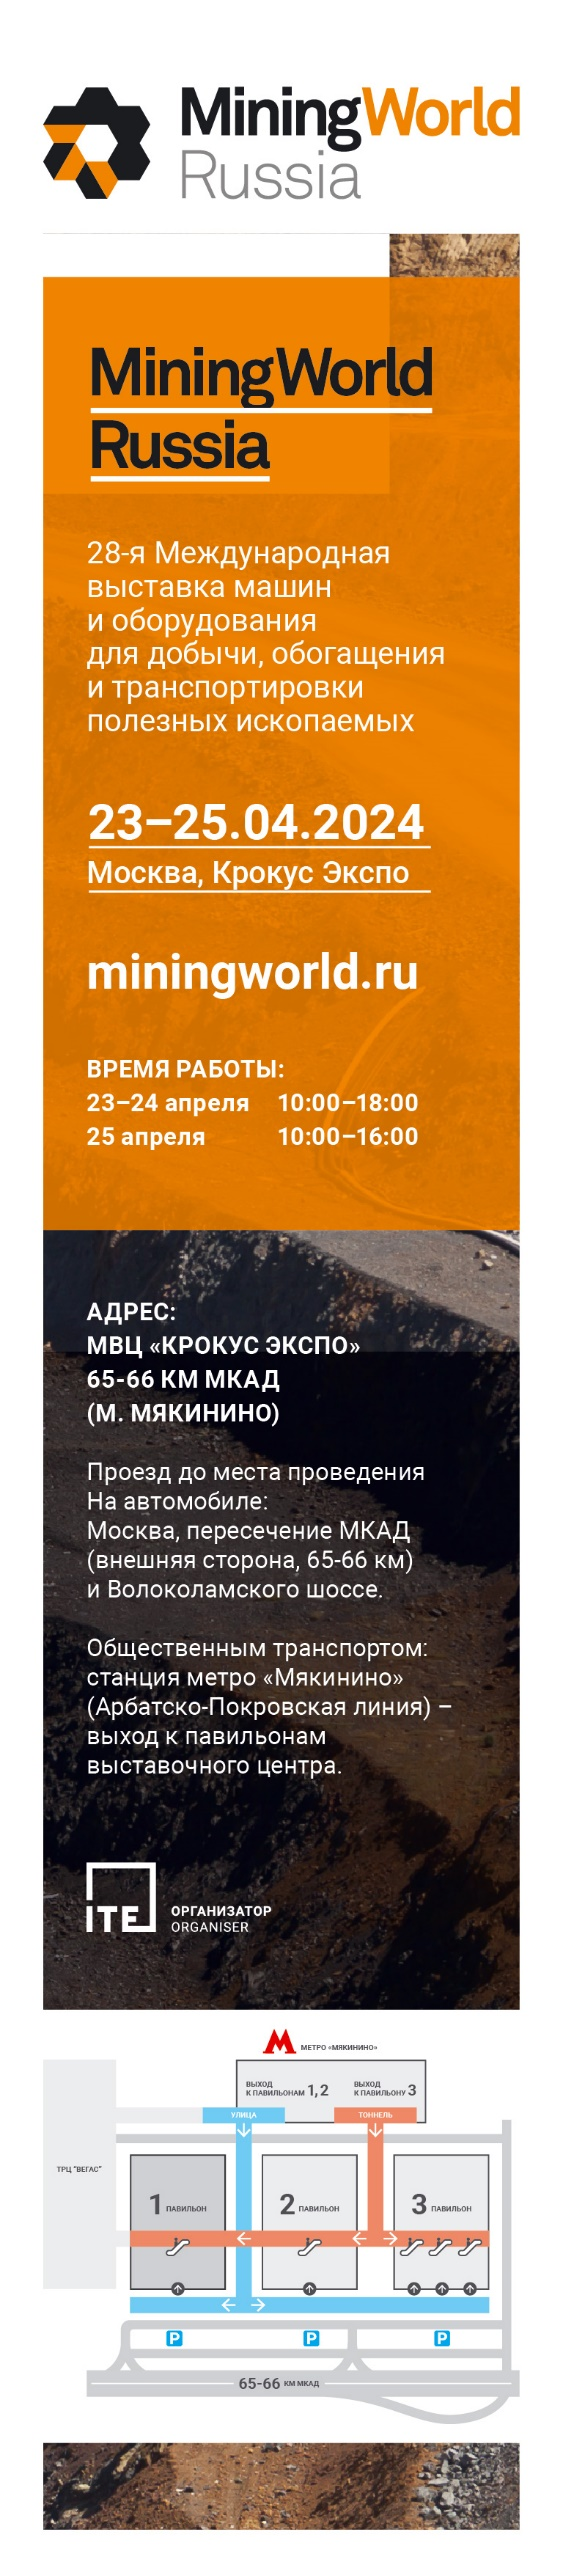 MiningWorld
Russia
MiningWorld
Russia
28-я Международная
выставка машин
и оборудования
для добычи, обогащения
и транспортировки
полезных ископаемых
23–25.04.2024
Москва, Крокус Экспо
miningworld.ru
ВРЕМЯ РАБОТЫ:
23–24 апреля 10:00–18:00
25 апреля 10:00–16:00
АДРЕС:
МВЦ «КРОКУС ЭКСПО»
65-66 КМ МКАД
(М. МЯКИНИНО)
Проезд до места проведения
На автомобиле:
Москва, пересечение МКАД
(внешняя сторона, 65-66 км)
и Волоколамского шоссе.
Общественным транспортом:
станция метро «Мякинино»
(Арбатско-Покровская линия) –
выход к павильонам
выставочного центра.
ITE
ОРГАНИЗАТОР
ORGANISER
М МЕТРО «МЯКИНИНО»
ВЫХОД
К ПАВИЛЬОНАМ 1, 2
ВЫХОД
К ПАВИЛЬОНУ 3
УЛИЦА
ТОННЕЛЬ
ТРЦ "ВЕГАС"
1 ПАВИЛЬОН
2 ПАВИЛЬОН
3 ПАВИЛЬОН
P
P
P
65-66 КМ МКАД